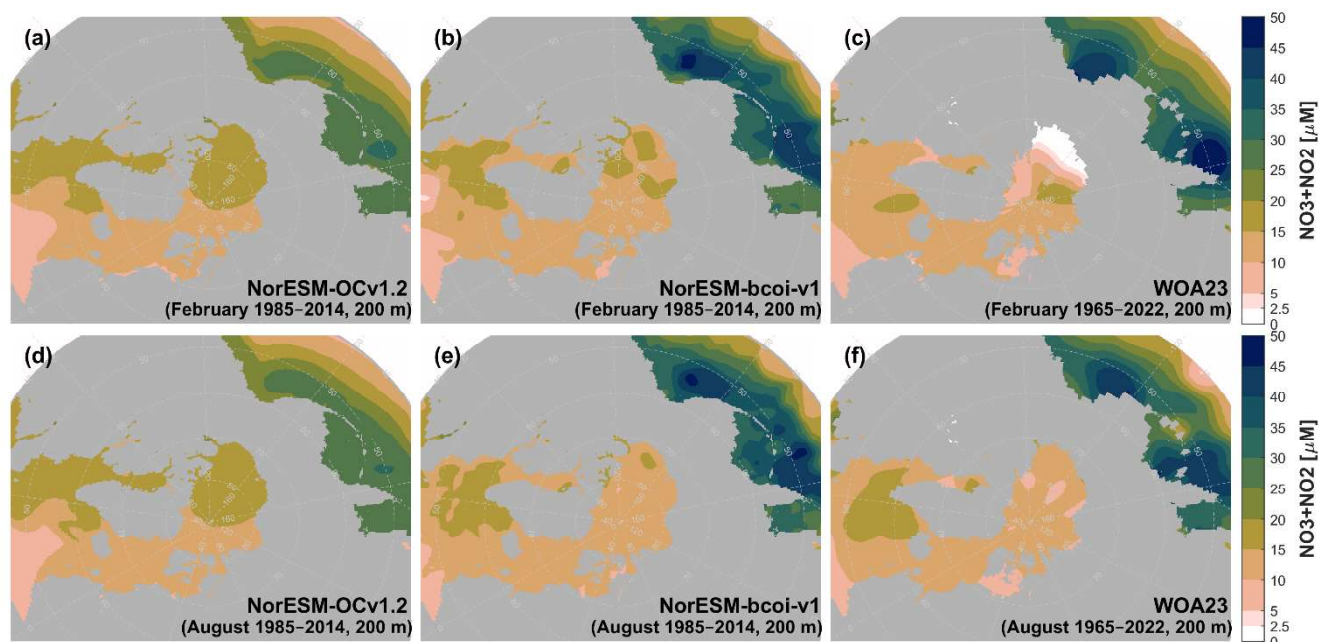 (a)
NorESM-OCv1.2
(February 1985–2014, 200 m)
(b)
NorESM-bcoi-v1
(February 1985–2014, 200 m)
(c)
WOA23
(February 1965–2022, 200 m)
50
45
40
35
30
25
20
15
10
5
2.5
0
NO3+NO2 [μM]
(d)
NorESM-OCv1.2
(August 1985–2014, 200 m)
(e)
NorESM-bcoi-v1
(August 1985–2014, 200 m)
(f)
WOA23
(August 1965–2022, 200 m)
50
45
40
35
30
25
20
15
10
5
2.5
0
NO3+NO2 [μM]